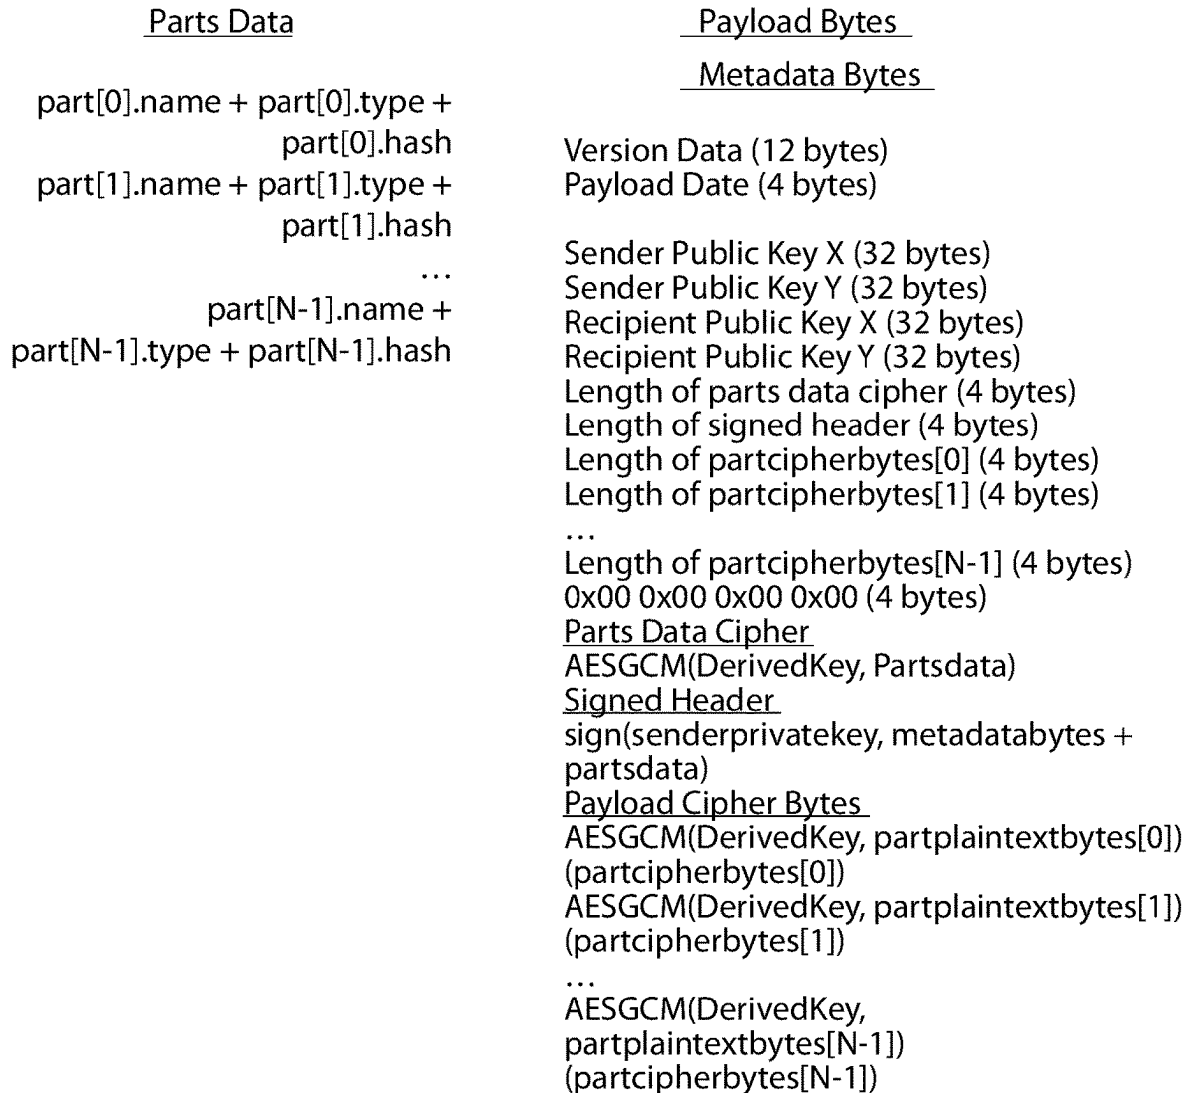 Parts Data
part[0].name + part[0].type +
part[0].hash
part[1].name + part[1].type +
part[1].hash
...
part[N-1].name +
part[N-1].type + part[N-1].hash
Payload Bytes
Metadata Bytes
Version Data (12 bytes)
Payload Date (4 bytes)
Sender Public Key X (32 bytes)
Sender Public Key Y (32 bytes)
Recipient Public Key X (32 bytes)
Recipient Public Key Y (32 bytes)
Length of parts data cipher (4 bytes)
Length of signed header (4 bytes)
Length of partcipherbytes[0] (4 bytes)
Length of partcipherbytes[1] (4 bytes)
...
Length of partcipherbytes[N-1] (4 bytes)
0x00 0x00 0x00 0x00 (4 bytes)
Parts Data Cipher
AESGCM(DerivedKey, Partsdata)
Signed Header
sign(senderprivatekey, metadatabytes +
partsdata)
Payload Cipher Bytes
AESGCM(DerivedKey, partplaintextbytes[0])
(partcipherbytes[0])
AESGCM(DerivedKey, partplaintextbytes[1])
(partcipherbytes[1])
...
AESGCM(DerivedKey,
partplaintextbytes[N-1])
(partcipherbytes[N-1])